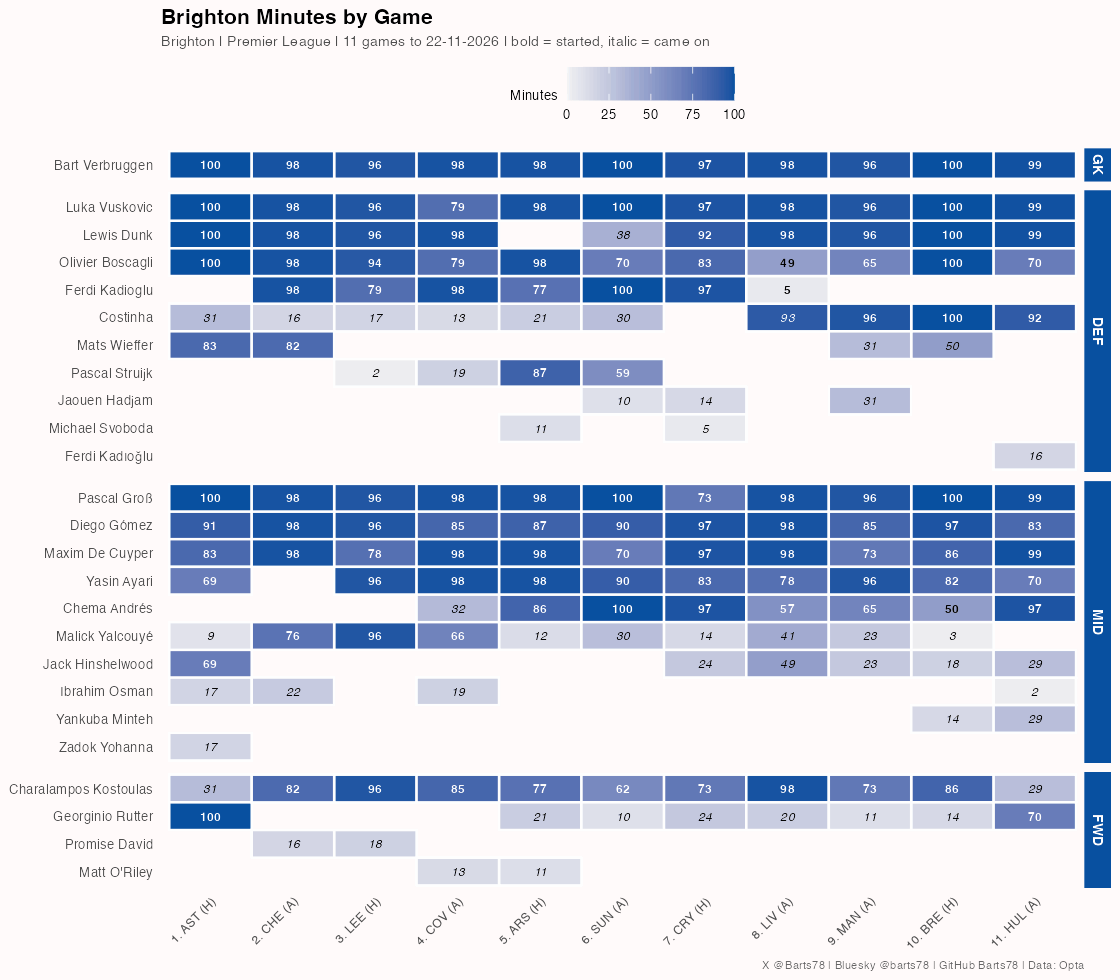 Brighton Minutes by Game
Brighton | Premier League | 11 games to 22-11-2026 | bold = started, italic = came on
Minutes
0 25 50 75 100
Bart Verbruggen 100 98 96 98 98 100 97 98 96 100 99
GK
Luka Vuskovic 100 98 96 79 98 100 97 98 96 100 99
Lewis Dunk 100 98 96 98 38 92 98 96 100 99
Olivier Boscagli 100 98 94 79 98 70 83 49 65 100 70
Ferdi Kadioglu 98 79 98 77 100 97 5
Costinha 31 16 17 13 21 30 93 96 100 92
Mats Wieffer 83 82 31 50
Pascal Struijk 2 19 87 59
Jaouen Hadjam 10 14 31
Michael Svoboda 11 5
Ferdi Kadıoğlu 16
DEF
Pascal Groß 100 98 96 98 98 100 73 98 96 100 99
Diego Gómez 91 98 96 85 87 90 97 98 85 97 83
Maxim De Cuyper 83 98 78 98 98 70 97 98 73 86 99
Yasin Ayari 69 96 98 98 90 83 78 96 82 70
Chema Andrés 32 86 100 97 57 65 50 97
Malick Yalcouyé 9 76 96 66 12 30 14 41 23 3
Jack Hinshelwood 69 24 49 23 18 29
Ibrahim Osman 17 22 19 2
Yankuba Minteh 14 29
Zadok Yohanna 17
MID
Charalampos Kostoulas 31 82 96 85 77 62 73 98 73 86 29
Georginio Rutter 100 21 10 24 20 11 14 70
Promise David 16 18
Matt O'Riley 13 11
FWD
1. AST (H) 2. CHE (A) 3. LEE (H) 4. COV (A) 5. ARS (H) 6. SUN (A) 7. CRY (H) 8. LIV (A) 9. MAN (A) 10. BRE (H) 11. HUL (A)
X @Barts78 | Bluesky @barts78 | GitHub Barts78 | Data: Opta